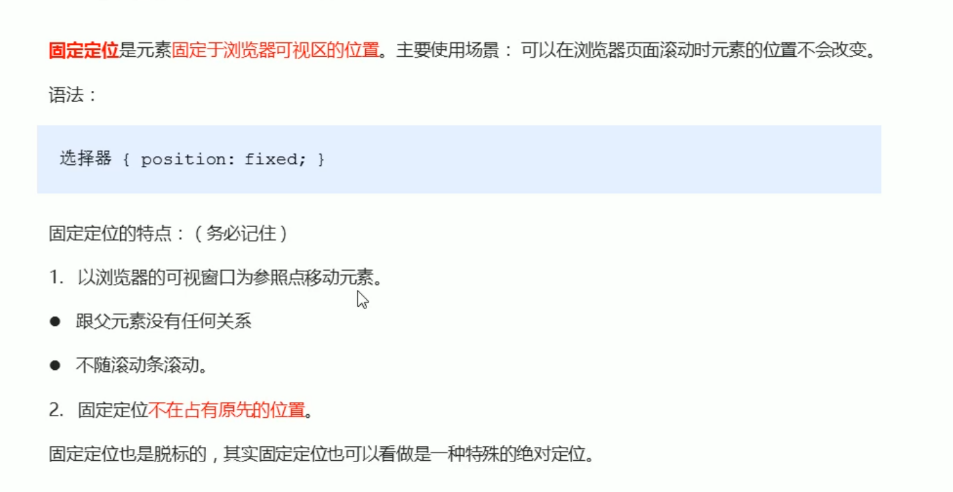 固定定位是元素固定于浏览器可视区的位置。主要使用场景： 可以在浏览器页面滚动时元素的位置不会改变。
语法：
选择器 { position: fixed; }
固定定位的特点：（务必记住）
1. 以浏览器的可视窗口为参照点移动元素。
● 跟父元素没有任何关系
● 不随滚动条滚动。
2. 固定定位不在占有原先的位置。
固定定位也是脱标的，其实固定定位也可以看做是一种特殊的绝对定位。